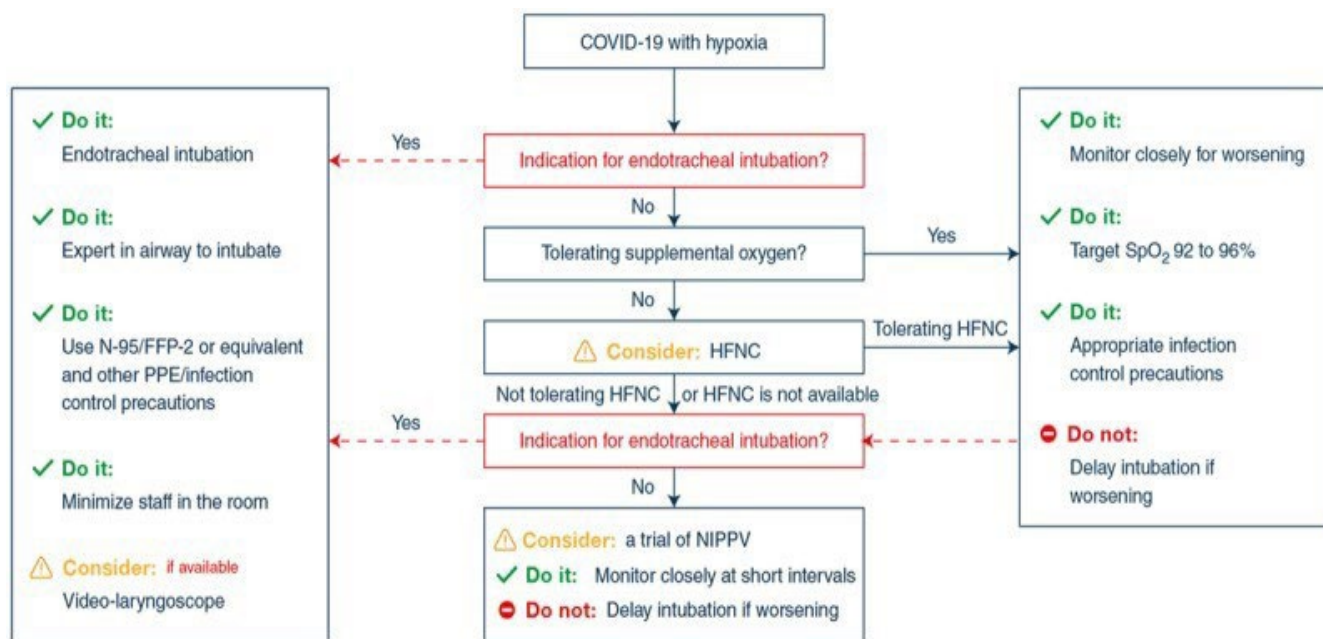 COVID-19 with hypoxia
✓ Do it:
Endotracheal intubation
✓ Do it:
Expert in airway to intubate
✓ Do it:
Use N-95/FFP-2 or equivalent
and other PPE/infection
control precautions
✓ Do it:
Minimize staff in the room
Consider: if available
Video-laryngoscope
Yes
Indication for endotracheal intubation?
No
Tolerating supplemental oxygen?
Yes
No
Consider: HFNC
Tolerating HFNC
Not tolerating HFNC or HFNC is not available
Yes
Indication for endotracheal intubation?
No
Consider: a trial of NIPPV
✓ Do it: Monitor closely at short intervals
Do not: Delay intubation if worsening
✓ Do it:
Monitor closely for worsening
✓ Do it:
Target SpO₂ 92 to 96%
✓ Do it:
Appropriate infection
control precautions
Do not:
Delay intubation if
worsening